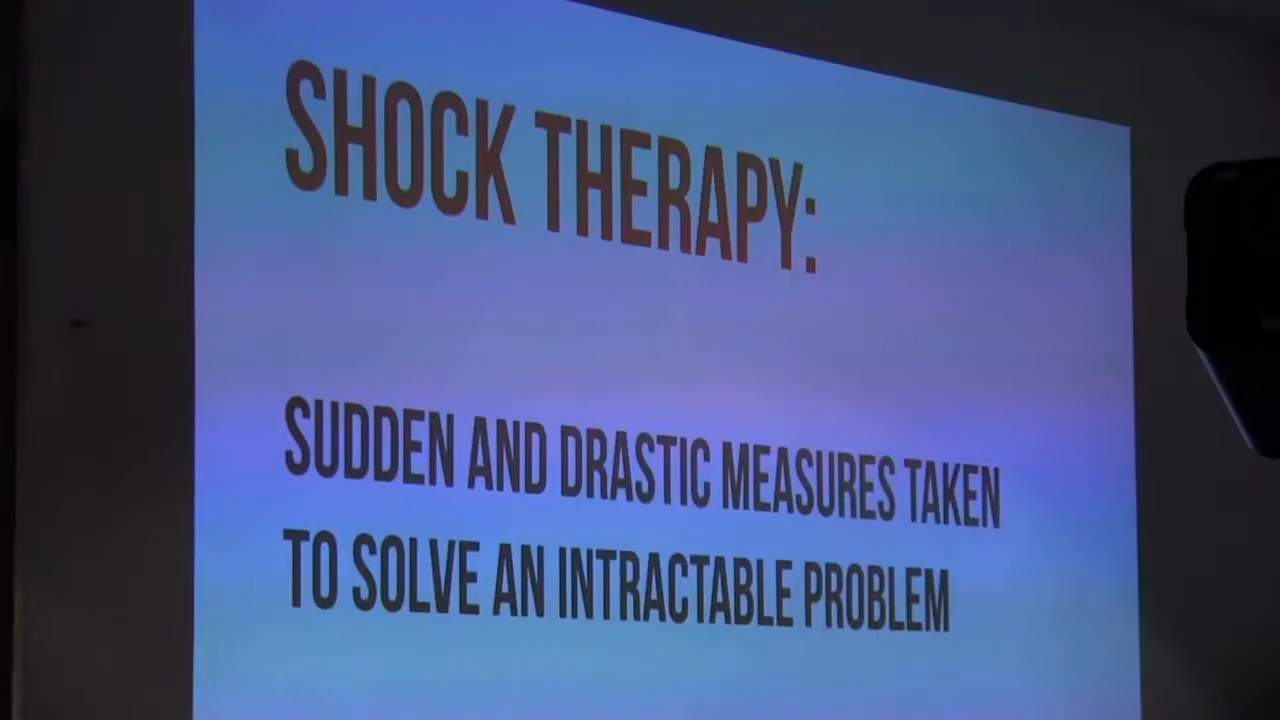 SHOCK THERAPY:
SUDDEN AND DRASTIC MEASURES TAKEN
TO SOLVE AN INTRACTABLE PROBLEM